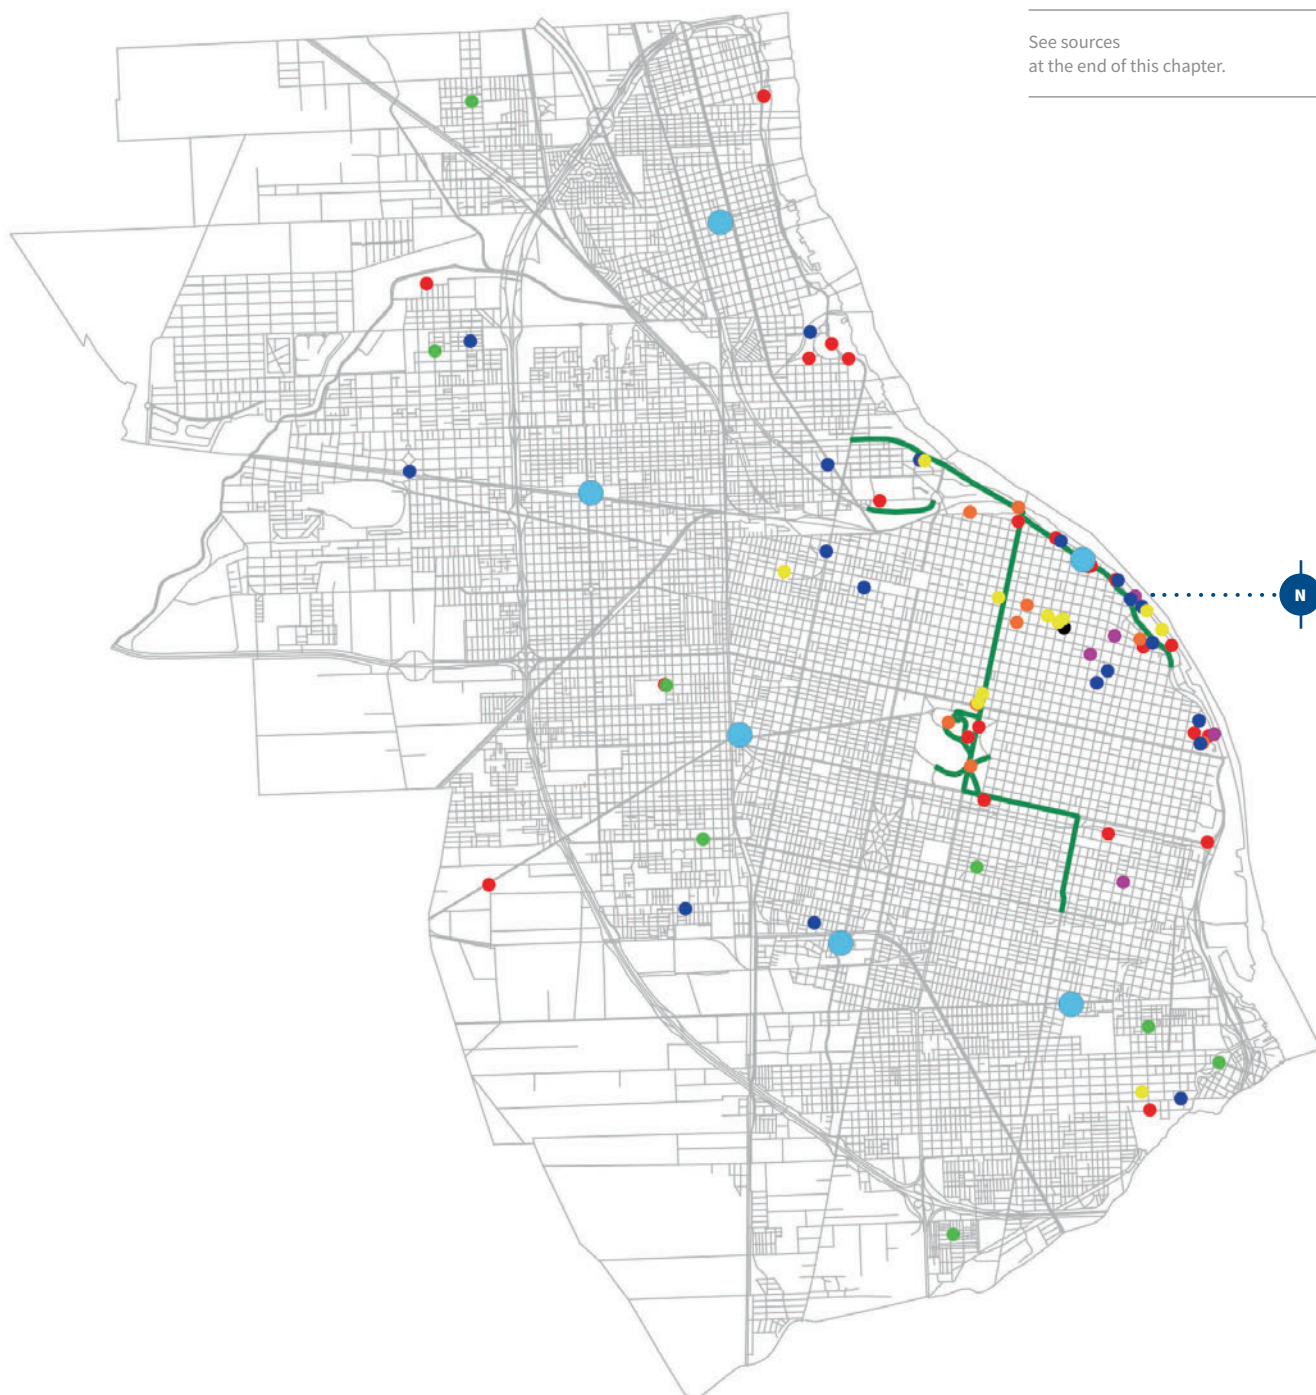 See sources
at the end of this chapter.
N